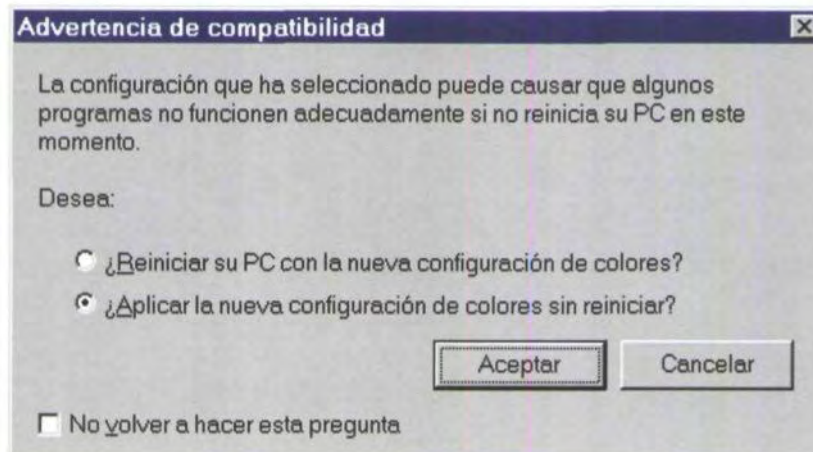 Advertencia de compatibilidad
La configuración que ha seleccionado puede causar que algunos
programas no funcionen adecuadamente si no reinicia su PC en este
momento.
Desea:
¿Reiniciar su PC con la nueva configuración de colores?
¿Aplicar la nueva configuración de colores sin reiniciar?
Aceptar Cancelar
No volver a hacer esta pregunta